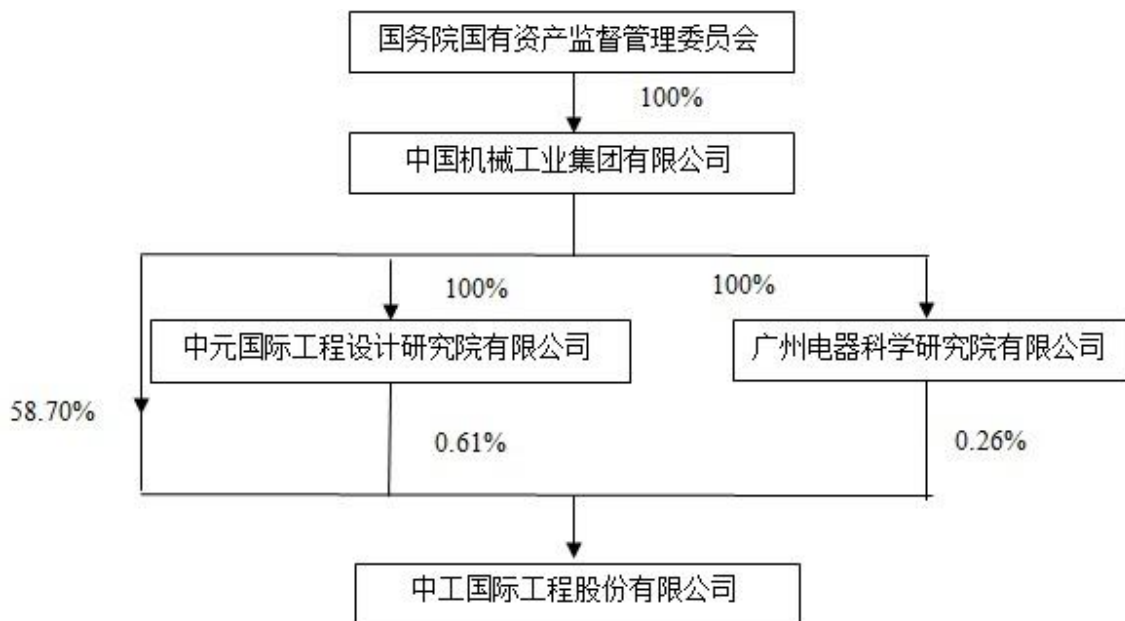 国务院国有资产监督管理委员会
100%
中国机械工业集团有限公司
100%
100%
中元国际工程设计研究院有限公司
广州电器科学研究院有限公司
58.70%
0.61%
0.26%
中工国际工程股份有限公司